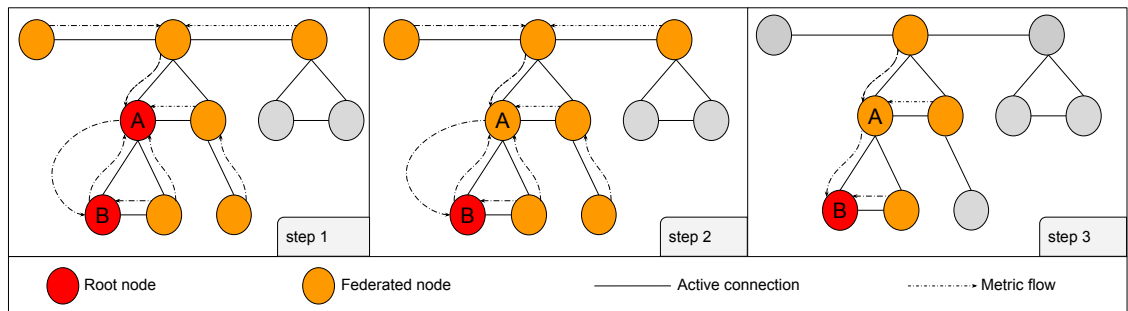 A
B
step 1
A
B
step 2
A
B
step 3
Root node
Federated node
Active connection
Metric flow